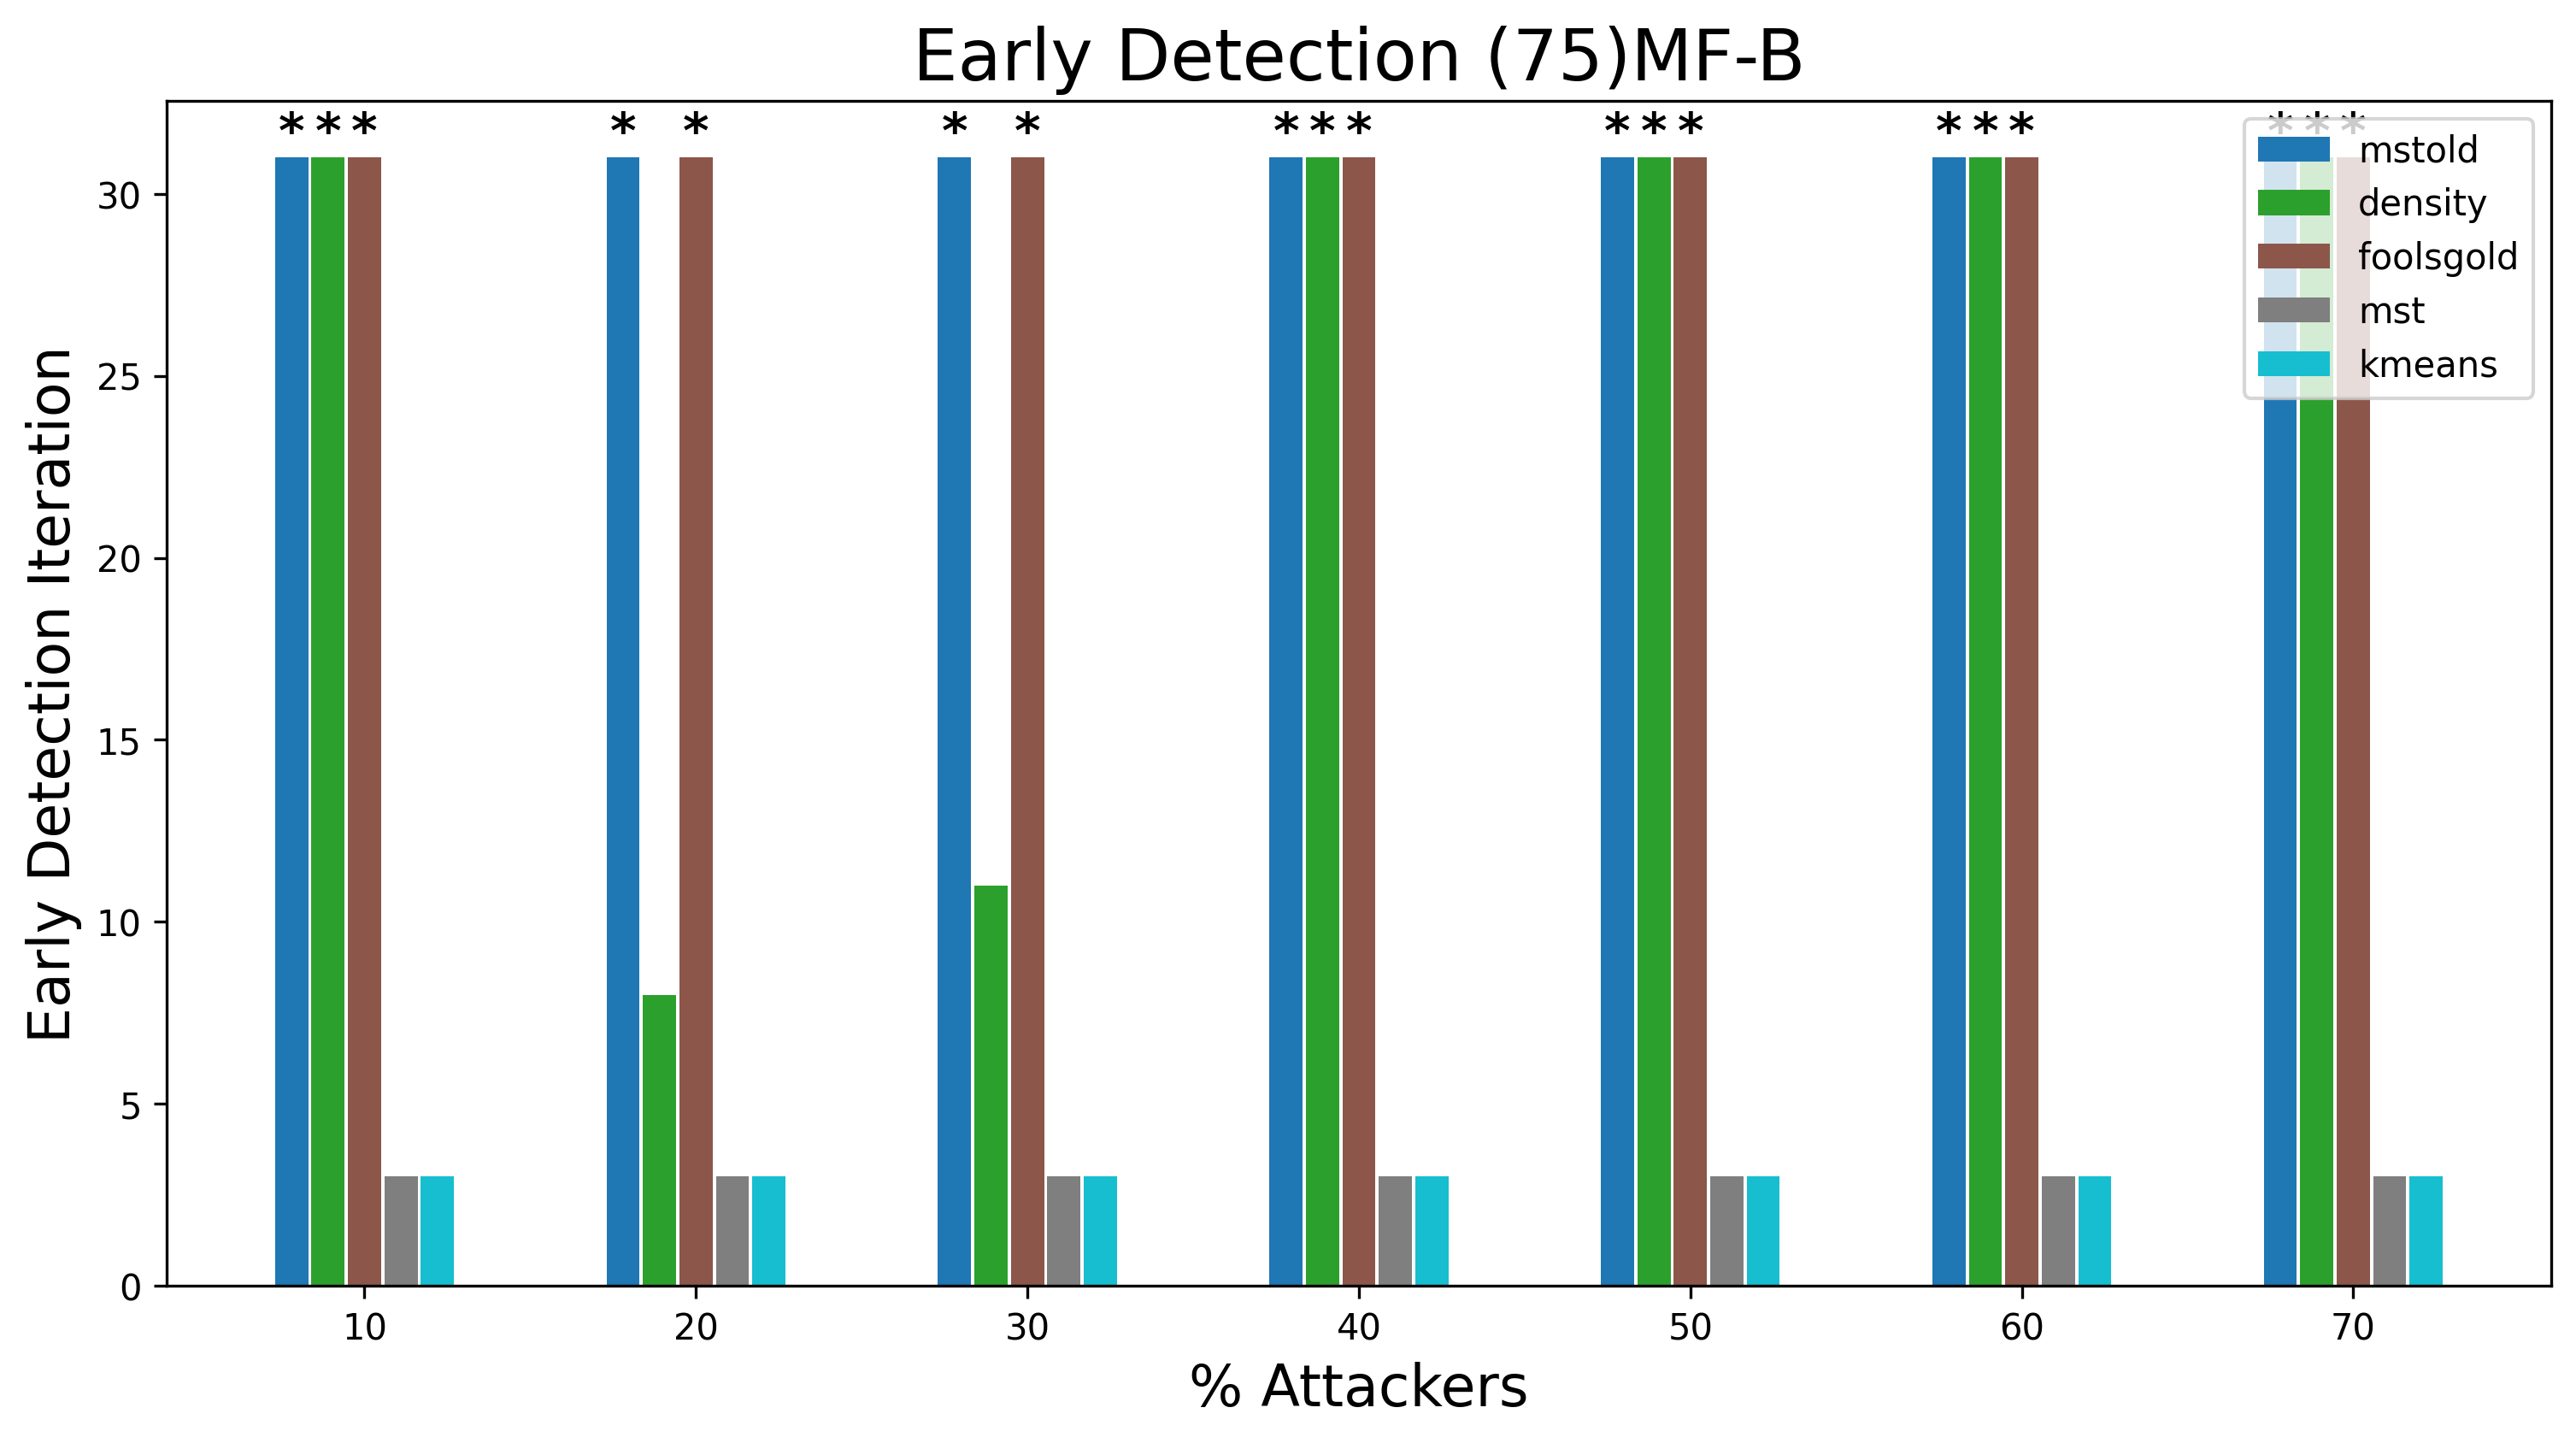 Early Detection (75)MF-B
* * * * * * * * * * * * * * * * * * *
mstold
density
foolsgold
mst
kmeans
Early Detection Iteration
30
25
20
15
10
5
0
10 20 30 40 50 60 70
% Attackers